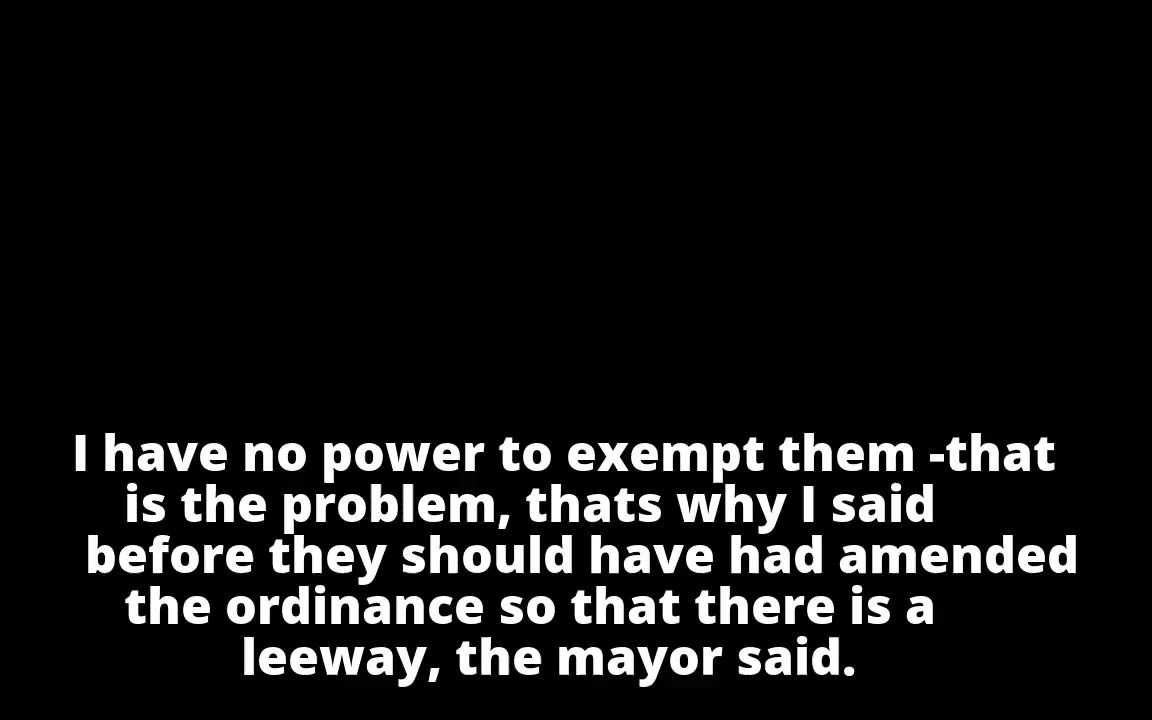 I have no power to exempt them -that
is the problem, thats why I said
before they should have had amended
the ordinance so that there is a
leeway, the mayor said.